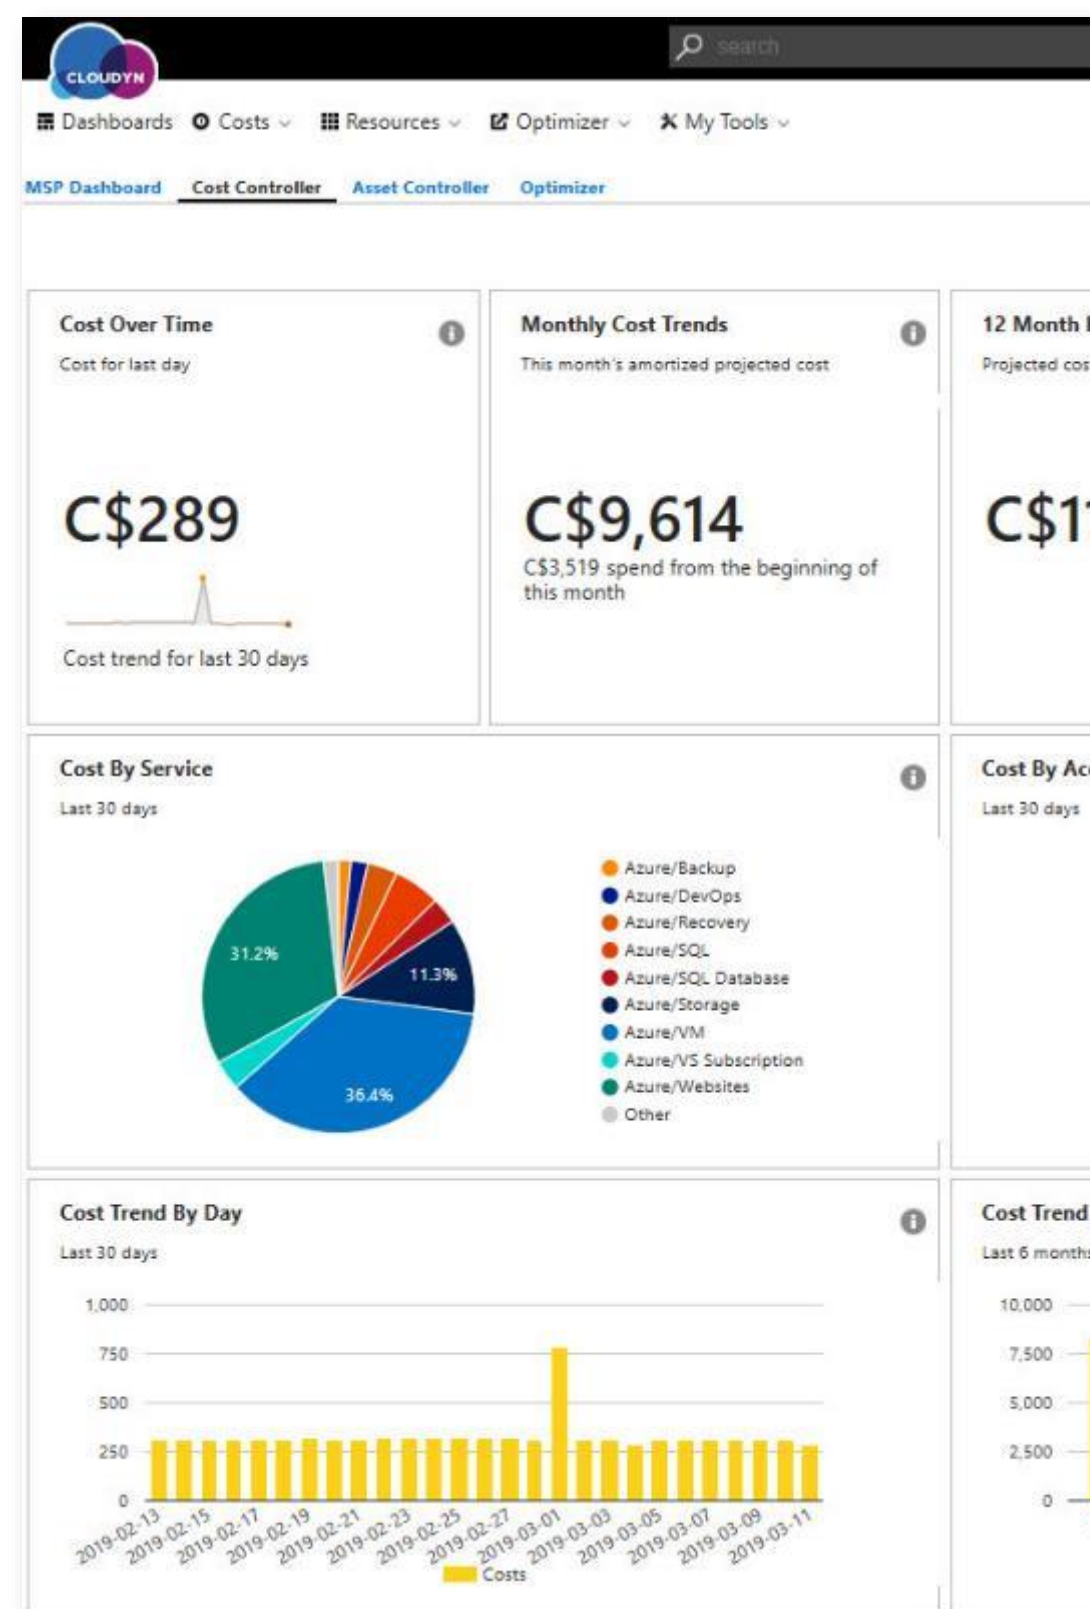 CLOUDYN
search
Dashboards Costs Resources Optimizer My Tools
MSP Dashboard Cost Controller Asset Controller Optimizer
Cost Over Time
Cost for last day
C$289
Cost trend for last 30 days
Monthly Cost Trends
This month's amortized projected cost
C$9,614
C$3,519 spend from the beginning of
this month
12 Month
Projected cos
C$1
Cost By Service
Last 30 days
31.2%
11.3%
36.4%
Azure/Backup
Azure/DevOps
Azure/Recovery
Azure/SQL
Azure/SQL Database
Azure/Storage
Azure/VM
Azure/VS Subscription
Azure/Websites
Other
Cost By Acc
Last 30 days
Cost Trend By Day
Last 30 days
1,000
750
500
250
0
2019-02-13 2019-02-15 2019-02-17 2019-02-19 2019-02-21 2019-02-23 2019-02-25 2019-02-27 2019-03-01 2019-03-03 2019-03-05 2019-03-07 2019-03-09 2019-03-11
Costs
Cost Trend
Last 6 months
10,000
7,500
5,000
2,500
0